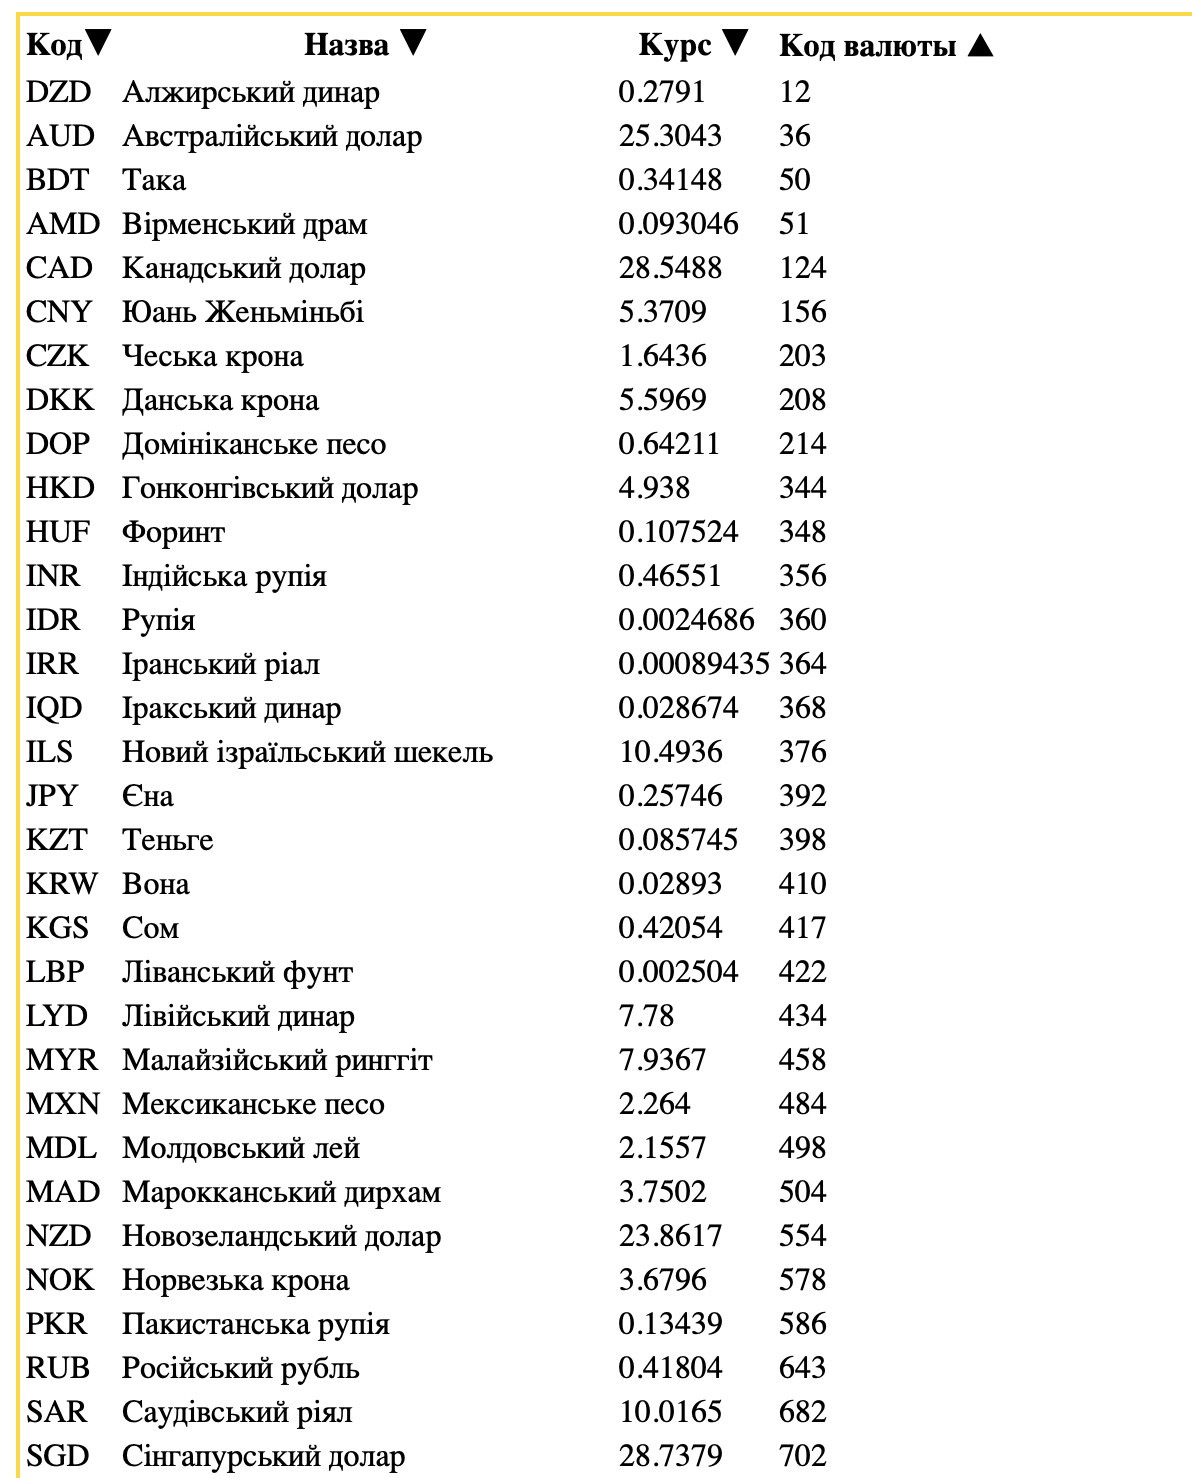 Код▼ Назва ▼ Курс ▼ Код валюты ▲
DZD Алжирський динар 0.2791 12
AUD Австралійський долар 25.3043 36
BDT Така 0.34148 50
AMD Вірменський драм 0.093046 51
CAD Канадський долар 28.5488 124
CNY Юань Женьміньбі 5.3709 156
CZK Чеська крона 1.6436 203
DKK Данська крона 5.5969 208
DOP Домініканське песо 0.64211 214
HKD Гонконгівський долар 4.938 344
HUF Форинт 0.107524 348
INR Індійська рупія 0.46551 356
IDR Рупія 0.0024686 360
IRR Іранський ріал 0.00089435 364
IQD Іракський динар 0.028674 368
ILS Новий ізраїльський шекель 10.4936 376
JPY Єна 0.25746 392
KZT Теньге 0.085745 398
KRW Вона 0.02893 410
KGS Сом 0.42054 417
LBP Ліванський фунт 0.002504 422
LYD Лівійський динар 7.78 434
MYR Малайзійський ринггіт 7.9367 458
MXN Мексиканське песо 2.264 484
MDL Молдовський лей 2.1557 498
MAD Марокканський дирхам 3.7502 504
NZD Новозеландський долар 23.8617 554
NOK Норвезька крона 3.6796 578
PKR Пакистанська рупія 0.13439 586
RUB Російський рубль 0.41804 643
SAR Саудівський ріял 10.0165 682
SGD Сінгапурський долар 28.7379 702